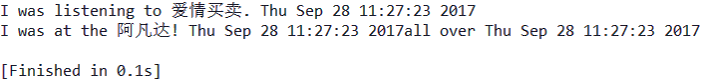 I was listening to 爱情买卖. Thu Sep 28 11:27:23 2017
I was at the 阿凡达! Thu Sep 28 11:27:23 2017all over Thu Sep 28 11:27:23 2017
[Finished in 0.1s]